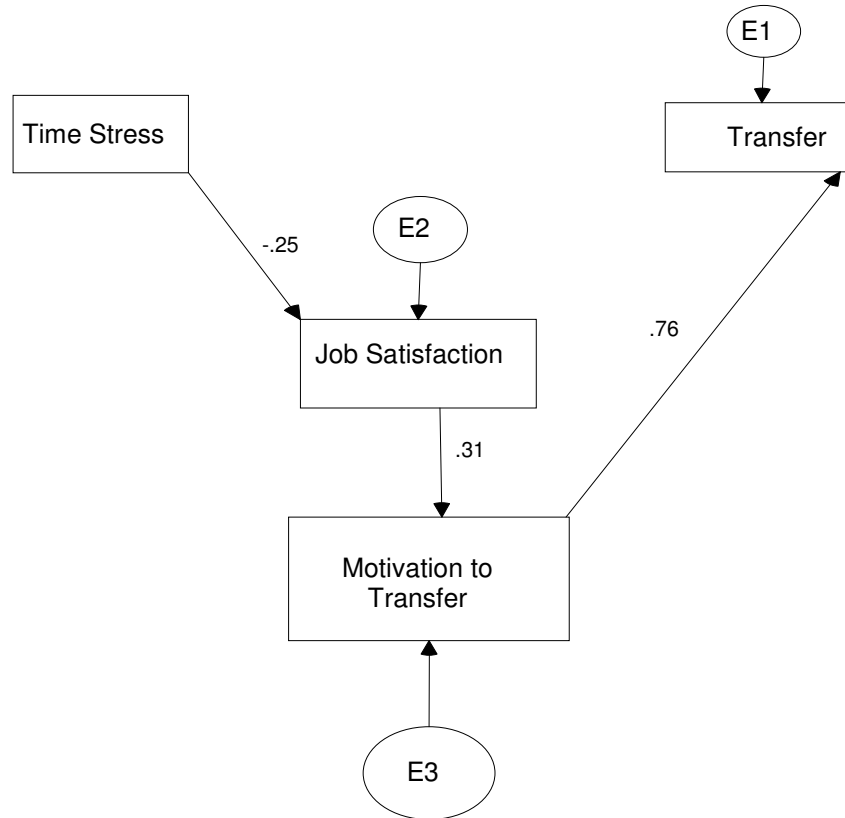 E1
Time Stress
Transfer
E2
-.25
Job Satisfaction
.76
.31
Motivation to
Transfer
E3